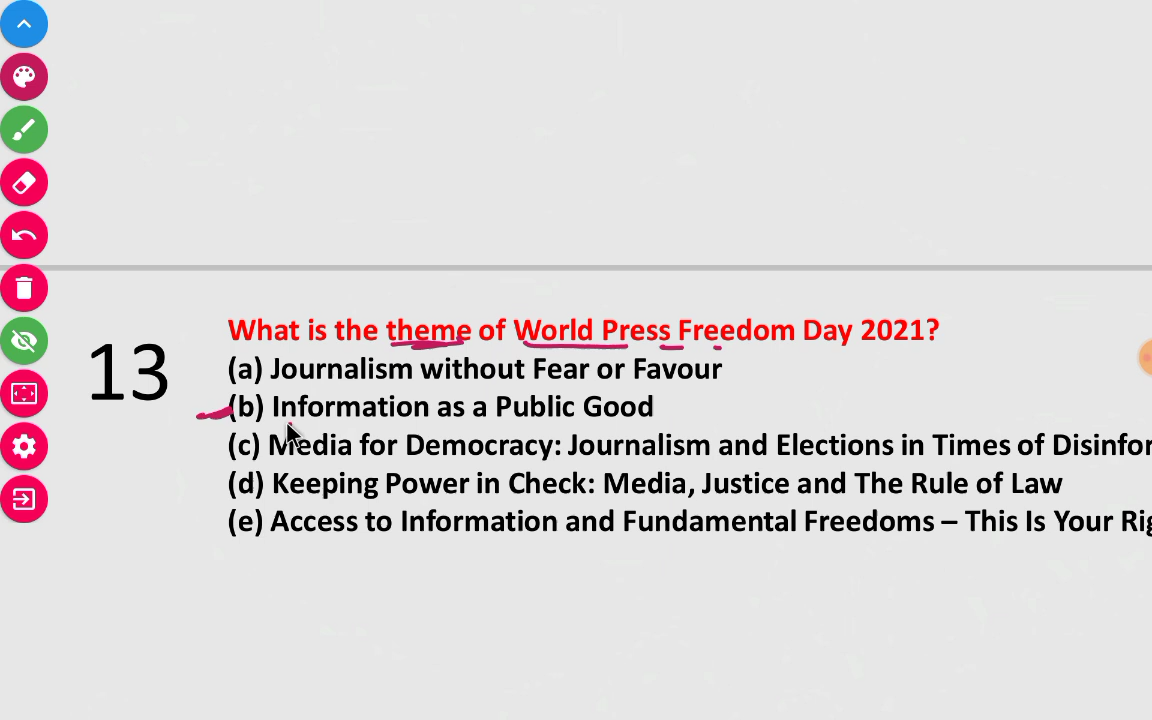 What is the theme of World Press Freedom Day 2021?
13
(a) Journalism without Fear or Favour
(b) Information as a Public Good
(c) Media for Democracy: Journalism and Elections in Times of
(d) Keeping Power in Check: Media, Justice and The Rule of Law
(e) Access to Information and Fundamental Freedoms – This Is Your